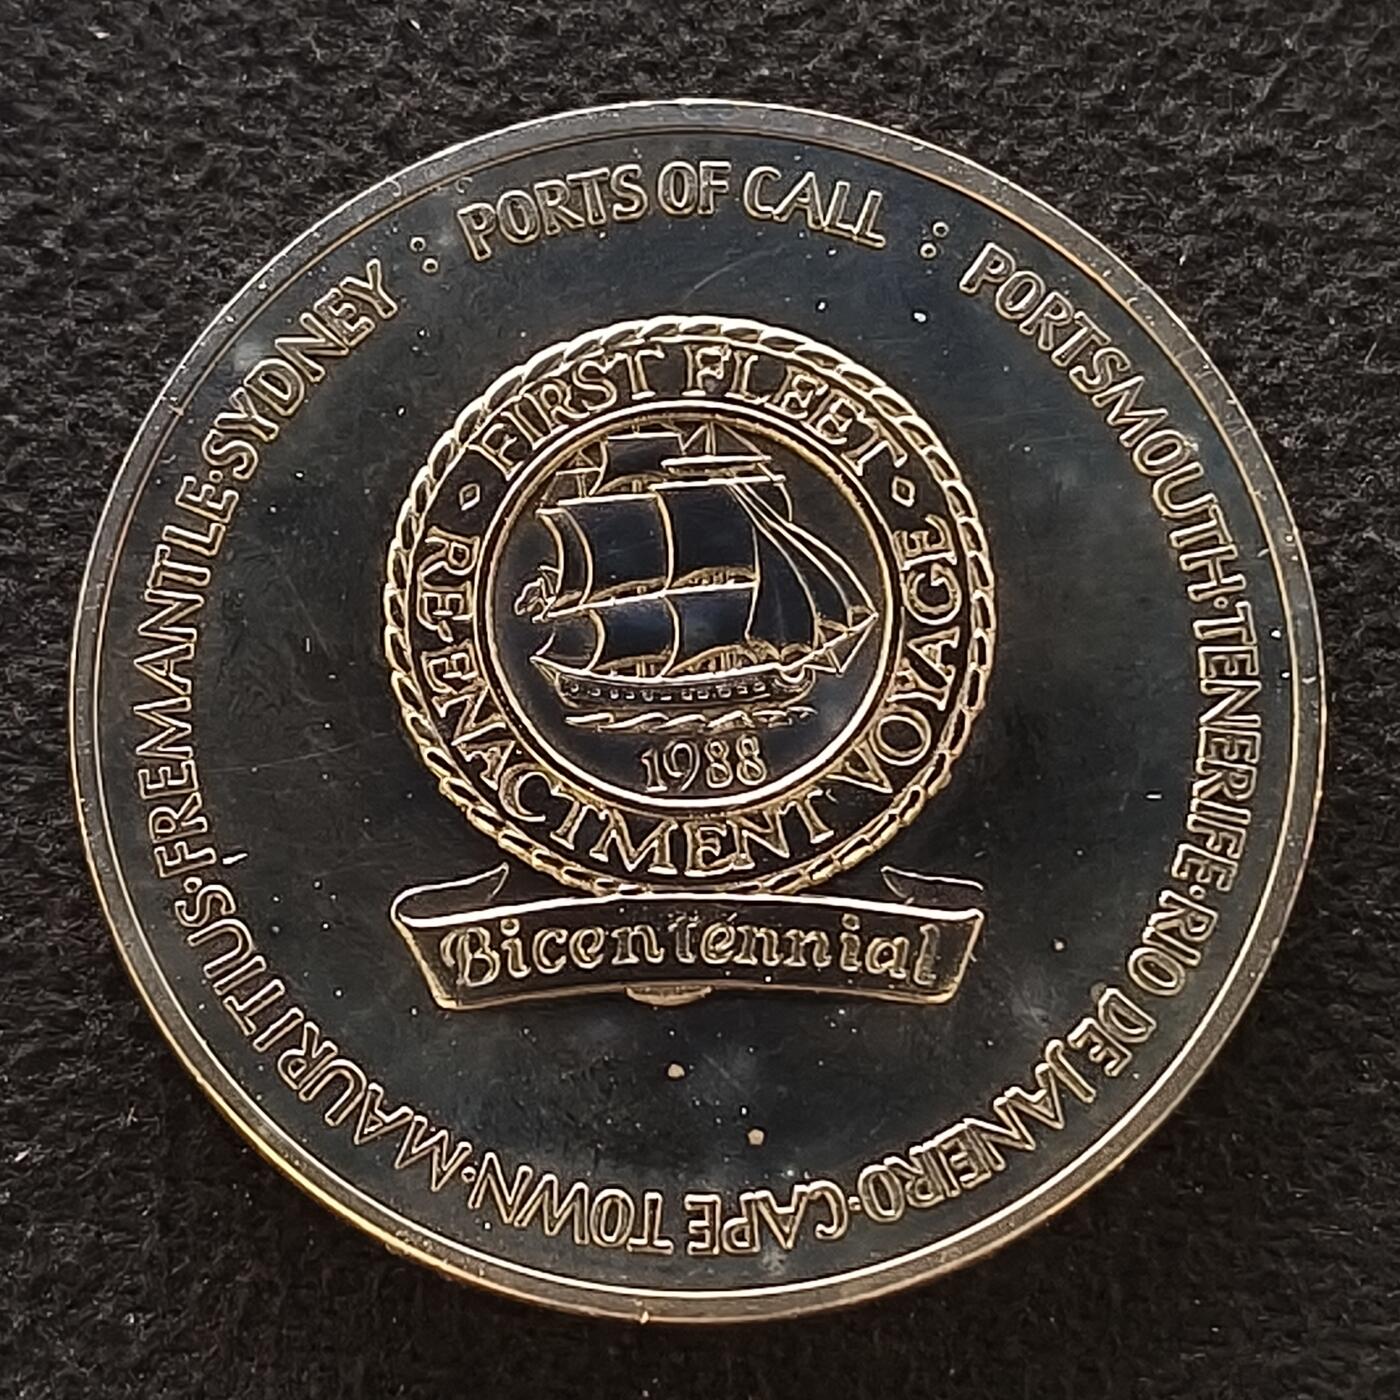 : PORTS OF CALL : PORTSMOUTH·TENERIFE·RIO DE JANEIRO·CAPE TOWN·MAURITIUS·FREMANTLE·SYDNEY
FIRST FLEET
RE-ENACTMENT VOYAGE
1988
Bicentennial